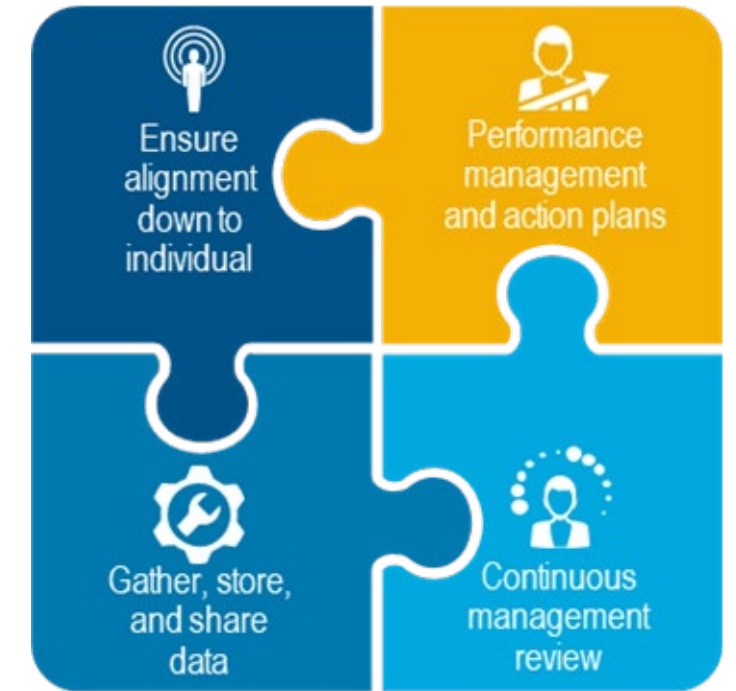 Ensure
alignment
down to
individual
Performance
management
and action plans
Gather, store,
and share
data
Continuous
management
review